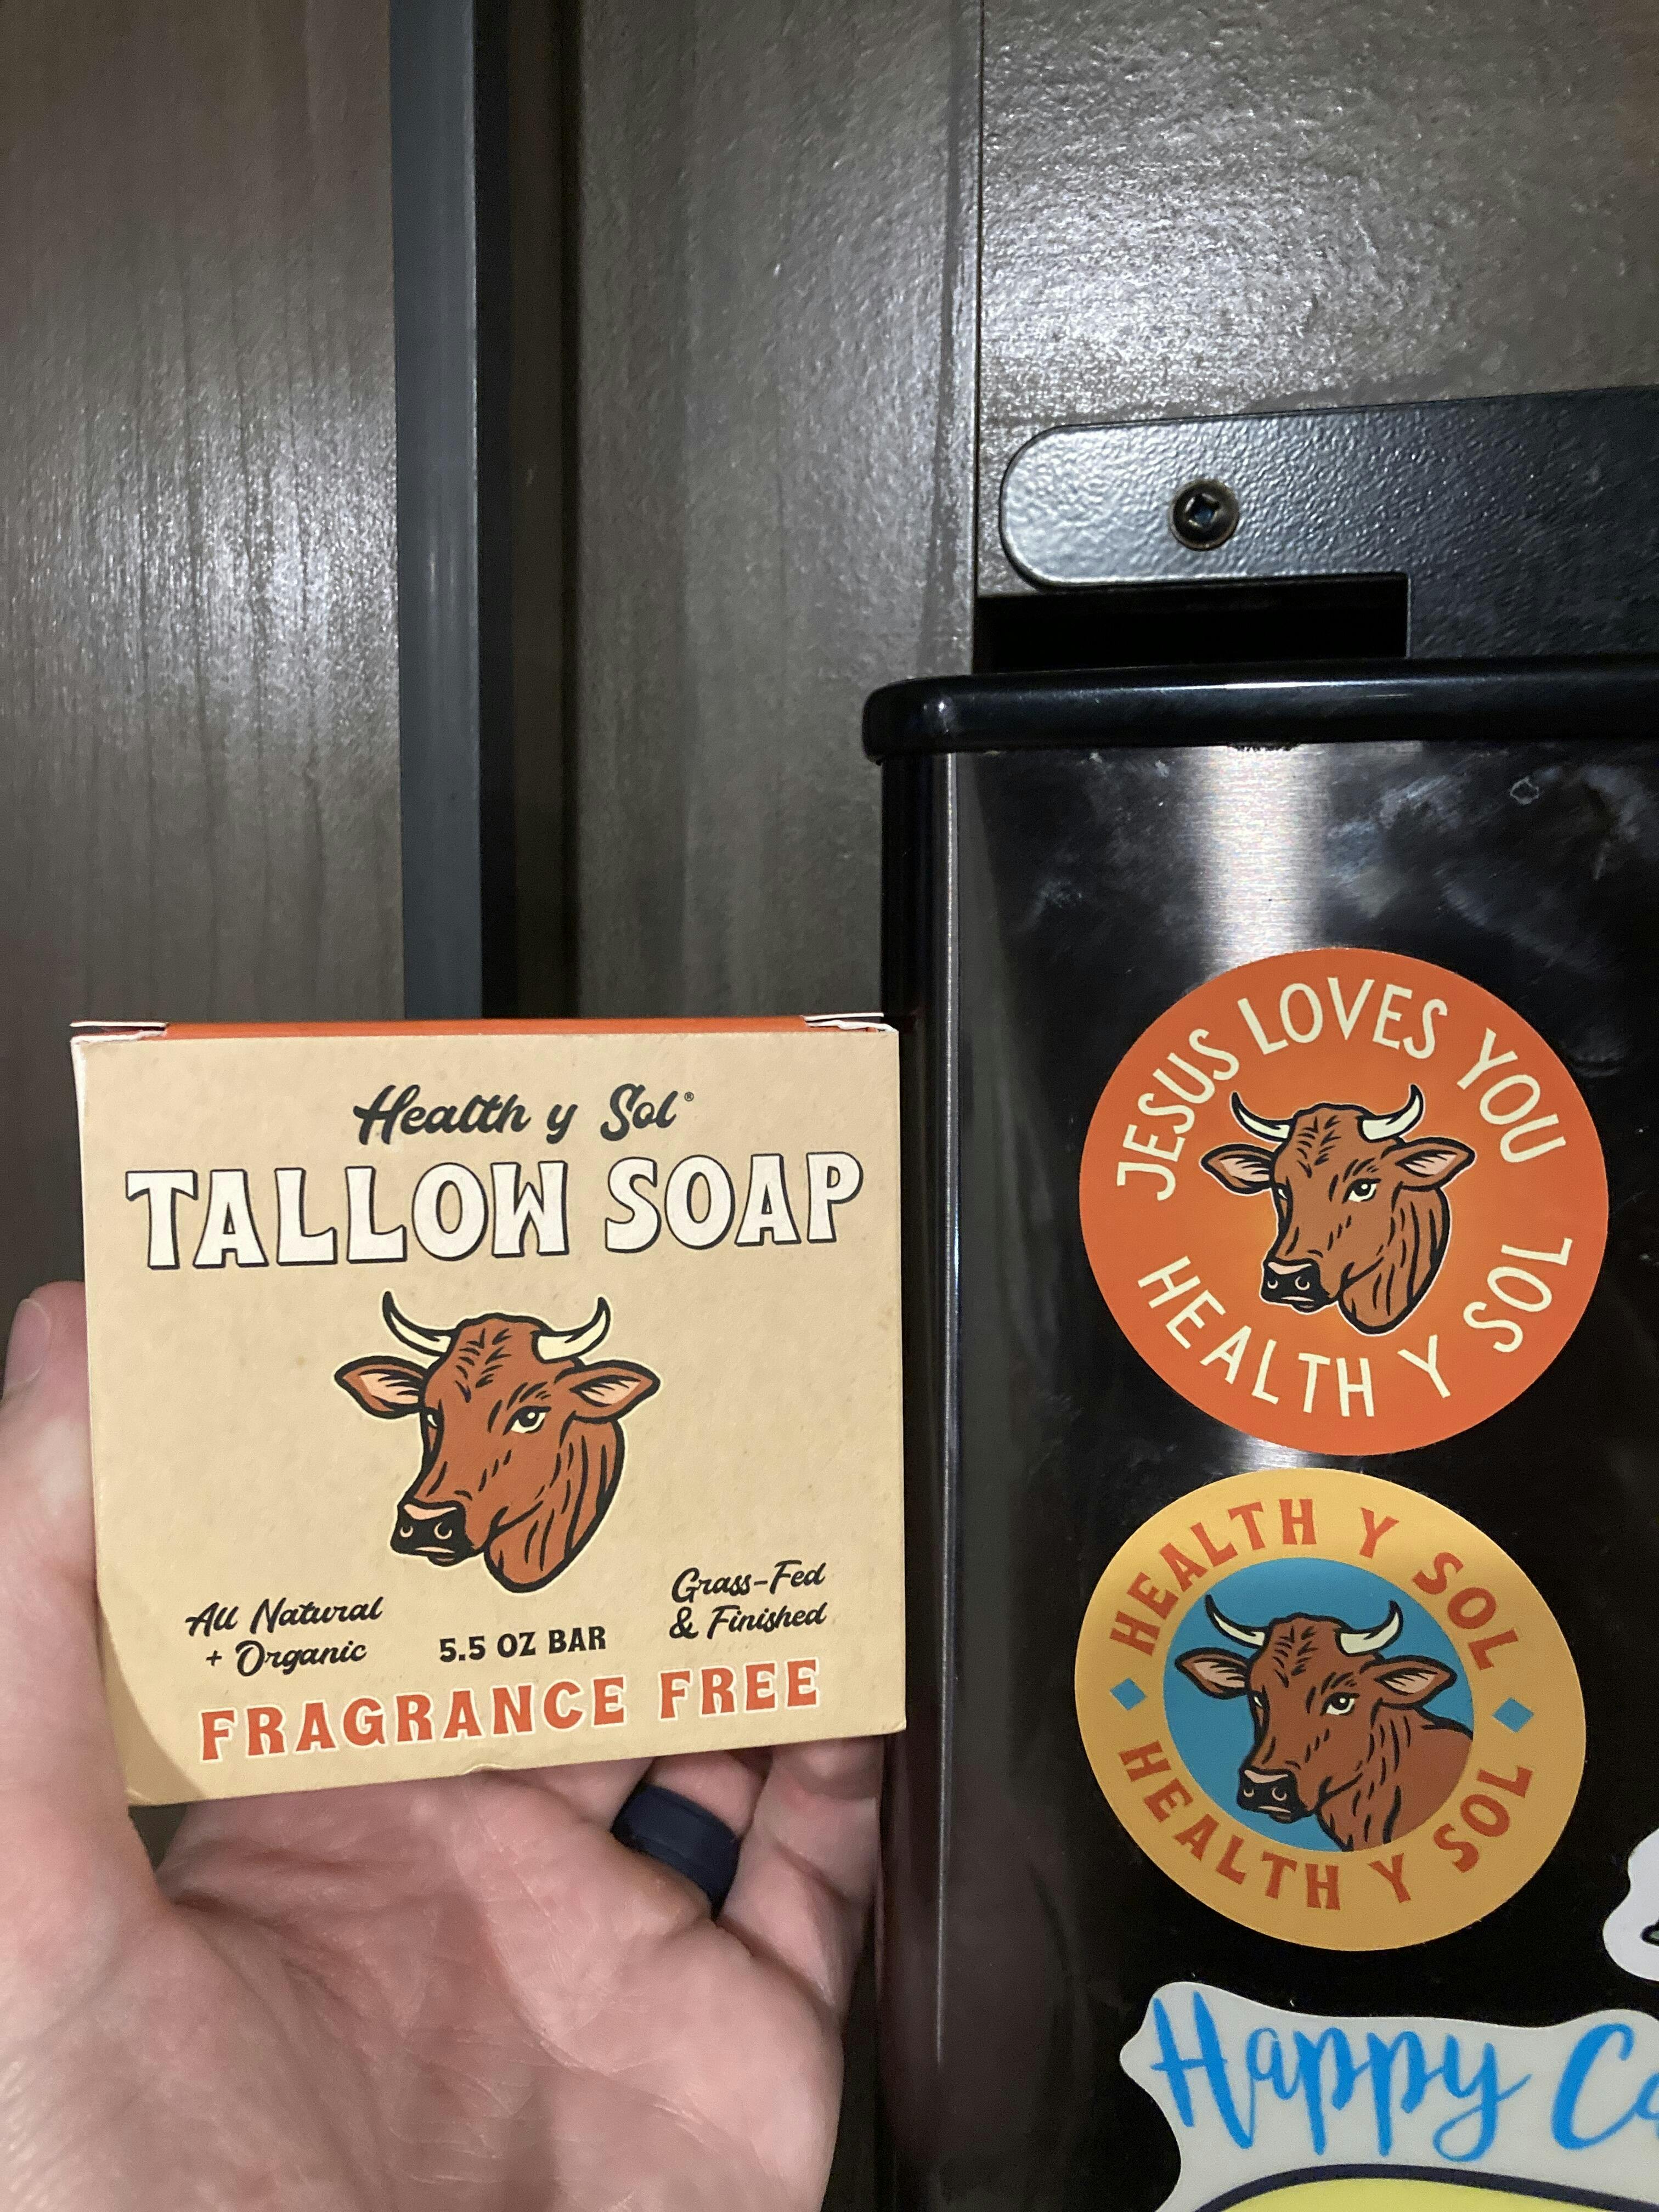 Health y Sol®
TALLOW SOAP
All Natural
+ Organic
5.5 OZ BAR
Grass-Fed
& Finished
FRAGRANCE FREE
JESUS LOVES YOU
HEALTH Y SOL
HEALTH Y SOL
HEALTH Y SOL
Happy